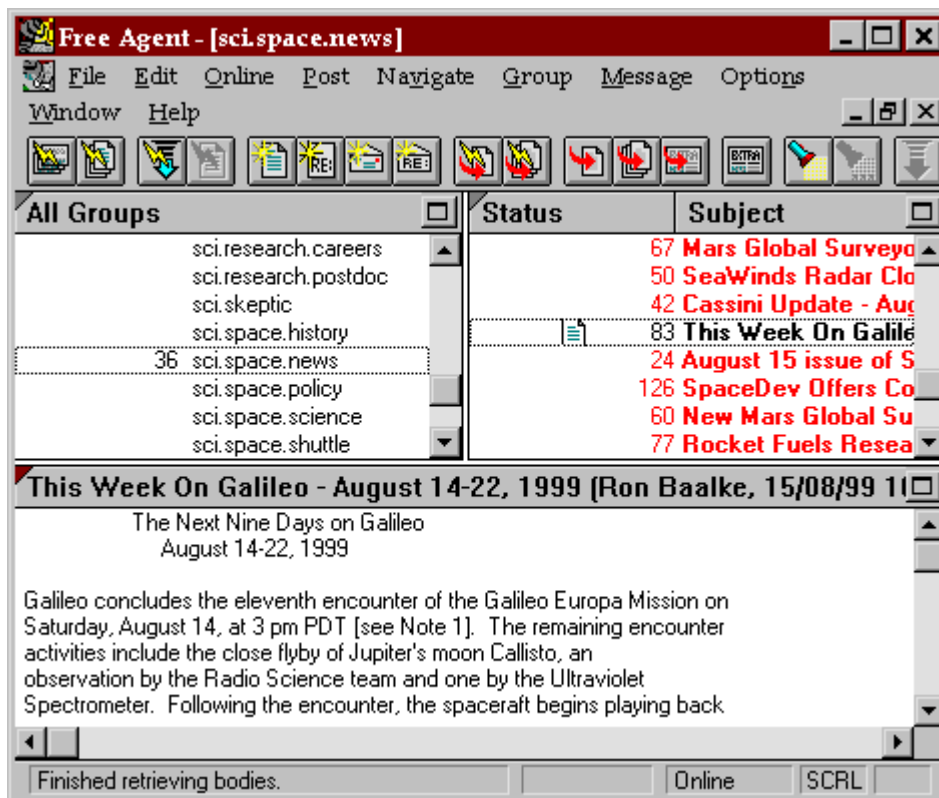 Free Agent - [sci.space.news]
File Edit Online Post Navigate Group Message Options
Window Help
RE: RE: EXTRA EXTRA
All Groups
Status Subject
sci.research.careers
sci.research.postdoc
sci.skeptic
sci.space.history
36 sci.space.news
sci.space.policy
sci.space.science
sci.space.shuttle
67 Mars Global Surveyo
50 SeaWinds Radar Clo
42 Cassini Update - Aug
83 This Week On Galile
24 August 15 issue of S
126 SpaceDev Offers Co
60 New Mars Global Su
77 Rocket Fuels Resea
This Week On Galileo - August 14-22, 1999 (Ron Baalke, 15/08/99 1
The Next Nine Days on Galileo
August 14-22, 1999
Galileo concludes the eleventh encounter of the Galileo Europa Mission on
Saturday, August 14, at 3 pm PDT [see Note 1]. The remaining encounter
activities include the close flyby of Jupiter's moon Callisto, an
observation by the Radio Science team and one by the Ultraviolet
Spectrometer. Following the encounter, the spaceraft begins playing back
Finished retrieving bodies.
Online
SCRL